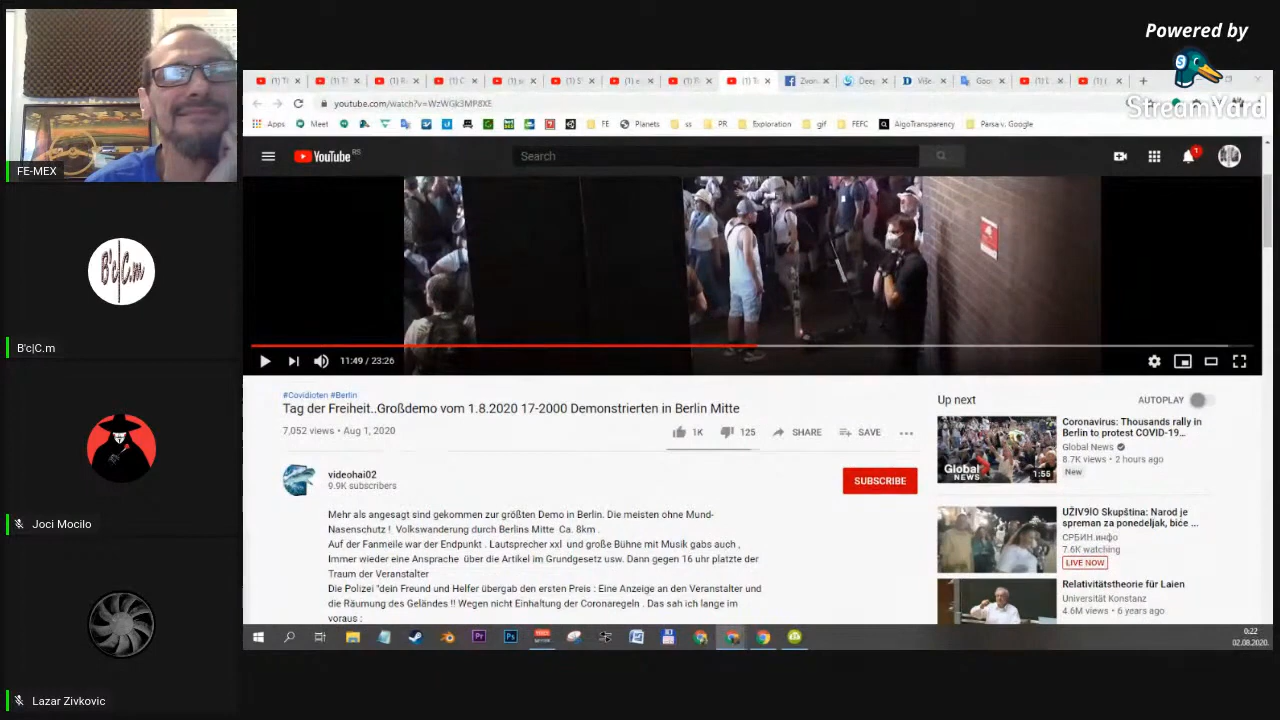 Powered by
StreamYard
FE-MEX
B'c|C.m
B'c|C.m
Joci Mocilo
Lazar Zivkovic
youtube.com/watch?v=WzWGk3MP8XE
Apps
Meet
FE
Planets
ss
PR
Exploration
gif
FEFC
AlgoTransparency
Parsa v. Google
YouTube RS
Search
1
11:49 / 23:26
#Covidioten #Berlin
Tag der Freiheit..Großdemo vom 1.8.2020 17-2000 Demonstrierten in Berlin Mitte
7,052 views • Aug 1, 2020
1K
125
SHARE
SAVE
videohai02
9.9K subscribers
SUBSCRIBE
Mehr als angesagt sind gekommen zur größten Demo in Berlin. Die meisten ohne Mund-
Nasenschutz ! Volkswanderung durch Berlins Mitte Ca. 8km .
Auf der Fanmeile war der Endpunkt . Lautsprecher xxl und große Bühne mit Musik gabs auch ,
Immer wieder eine Ansprache über die Artikel im Grundgesetz usw. Dann gegen 16 uhr platzte der
Traum der Veranstalter
Die Polizei "dein Freund und Helfer übergab den ersten Preis : Eine Anzeige an den Veranstalter und
die Räumung des Geländes !! Wegen nicht Einhaltung der Coronaregeln . Das sah ich lange im
voraus :
Up next
AUTOPLAY
Global NEWS
1:56
Coronavirus: Thousands rally in
Berlin to protest COVID-19...
Global News
8.7K views • 2 hours ago
New
UŽIV9IO Skupština: Narod je
spreman za ponedeljak, biće ...
СРБИН.инфо
7.6K watching
LIVE NOW
Relativitätstheorie für Laien
Universität Konstanz
4.6M views • 6 years ago
0:22
02.08.2020.